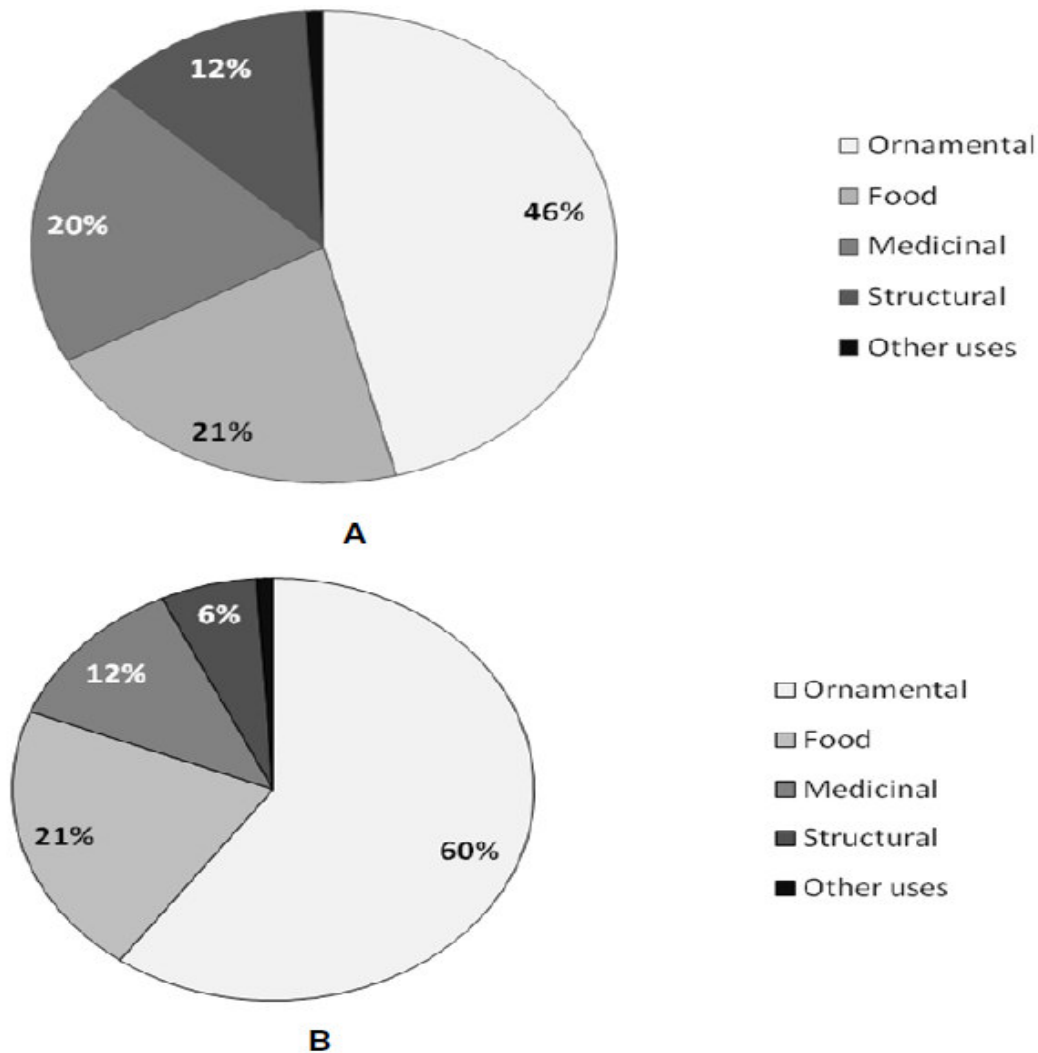 12%
46%
20%
21%
Ornamental
Food
Medicinal
Structural
Other uses
A
6%
12%
21%
60%
Ornamental
Food
Medicinal
Structural
Other uses
B